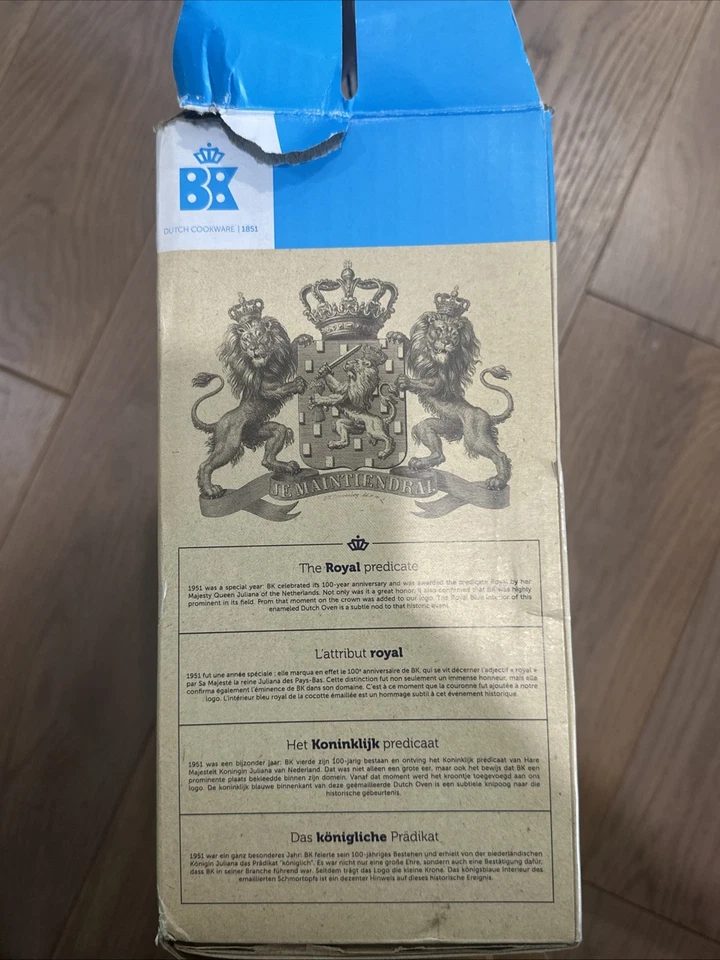 BK
DUTCH COOKWARE | 1851
JE MAINTIENDRAI
The Royal predicate
1951 was a special year: BK celebrated its 100-year anniversary and was awarded the predicate Royal by her
Majesty Queen Juliana of the Netherlands. Not only was it a great honor, it also confirmed that BK was highly
prominent in its field. From that moment on the crown was added to our logo. The Royal Blue interior of this
enameled Dutch Oven is a subtle nod to that historic event.
L'attribut royal
1951 fut une année spéciale : elle marqua en effet le 100e anniversaire de BK, qui se vit décerner l'adjectif « royal »
par Sa Majesté la reine Juliana des Pays-Bas. Cette distinction fut non seulement un immense honneur, mais elle
confirma également l'éminence de BK dans son domaine. C'est à ce moment que la couronne fut ajoutée à notre
logo. L'intérieur bleu royal de la cocotte émaillée est un hommage subtil à cet événement historique.
Het Koninklijk predicaat
1951 was een bijzonder jaar: BK vierde zijn 100-jarig bestaan en ontving het Koninklijk predicaat van Hare
Majesteit Koningin Juliana van Nederland. Dat was niet alleen een grote eer, maar ook het bewijs dat BK een
prominente plaats bekleedde binnen zijn domein. Vanaf dat moment werd het kroontje toegevoegd aan ons
logo. De koninklijk blauwe binnenkant van deze geëmailleerde Dutch Oven is een subtiele knipoog naar die
historische gebeurtenis.
Das königliche Prädikat
1951 war ein ganz besonderes Jahr: BK feierte sein 100-jähriges Bestehen und erhielt von der niederländischen
Königin Juliana das Prädikat "königlich". Es war nicht nur eine große Ehre, sondern auch eine Bestätigung dafür,
dass BK in seiner Branche führend war. Seitdem trägt das Logo die kleine Krone. Das königsblaue Interieur des
emaillierten Schmortopfs ist ein dezenter Hinweis auf dieses historische Ereignis.